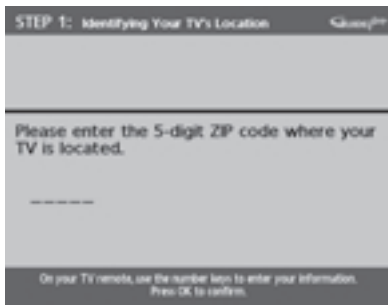 STEP 1: Identifying Your TV's Location
Please enter the 5-digit ZIP code where your
TV is located.
_ _ _ _ _
On your TV remote, use the number keys to enter your information.
Press OK to confirm.